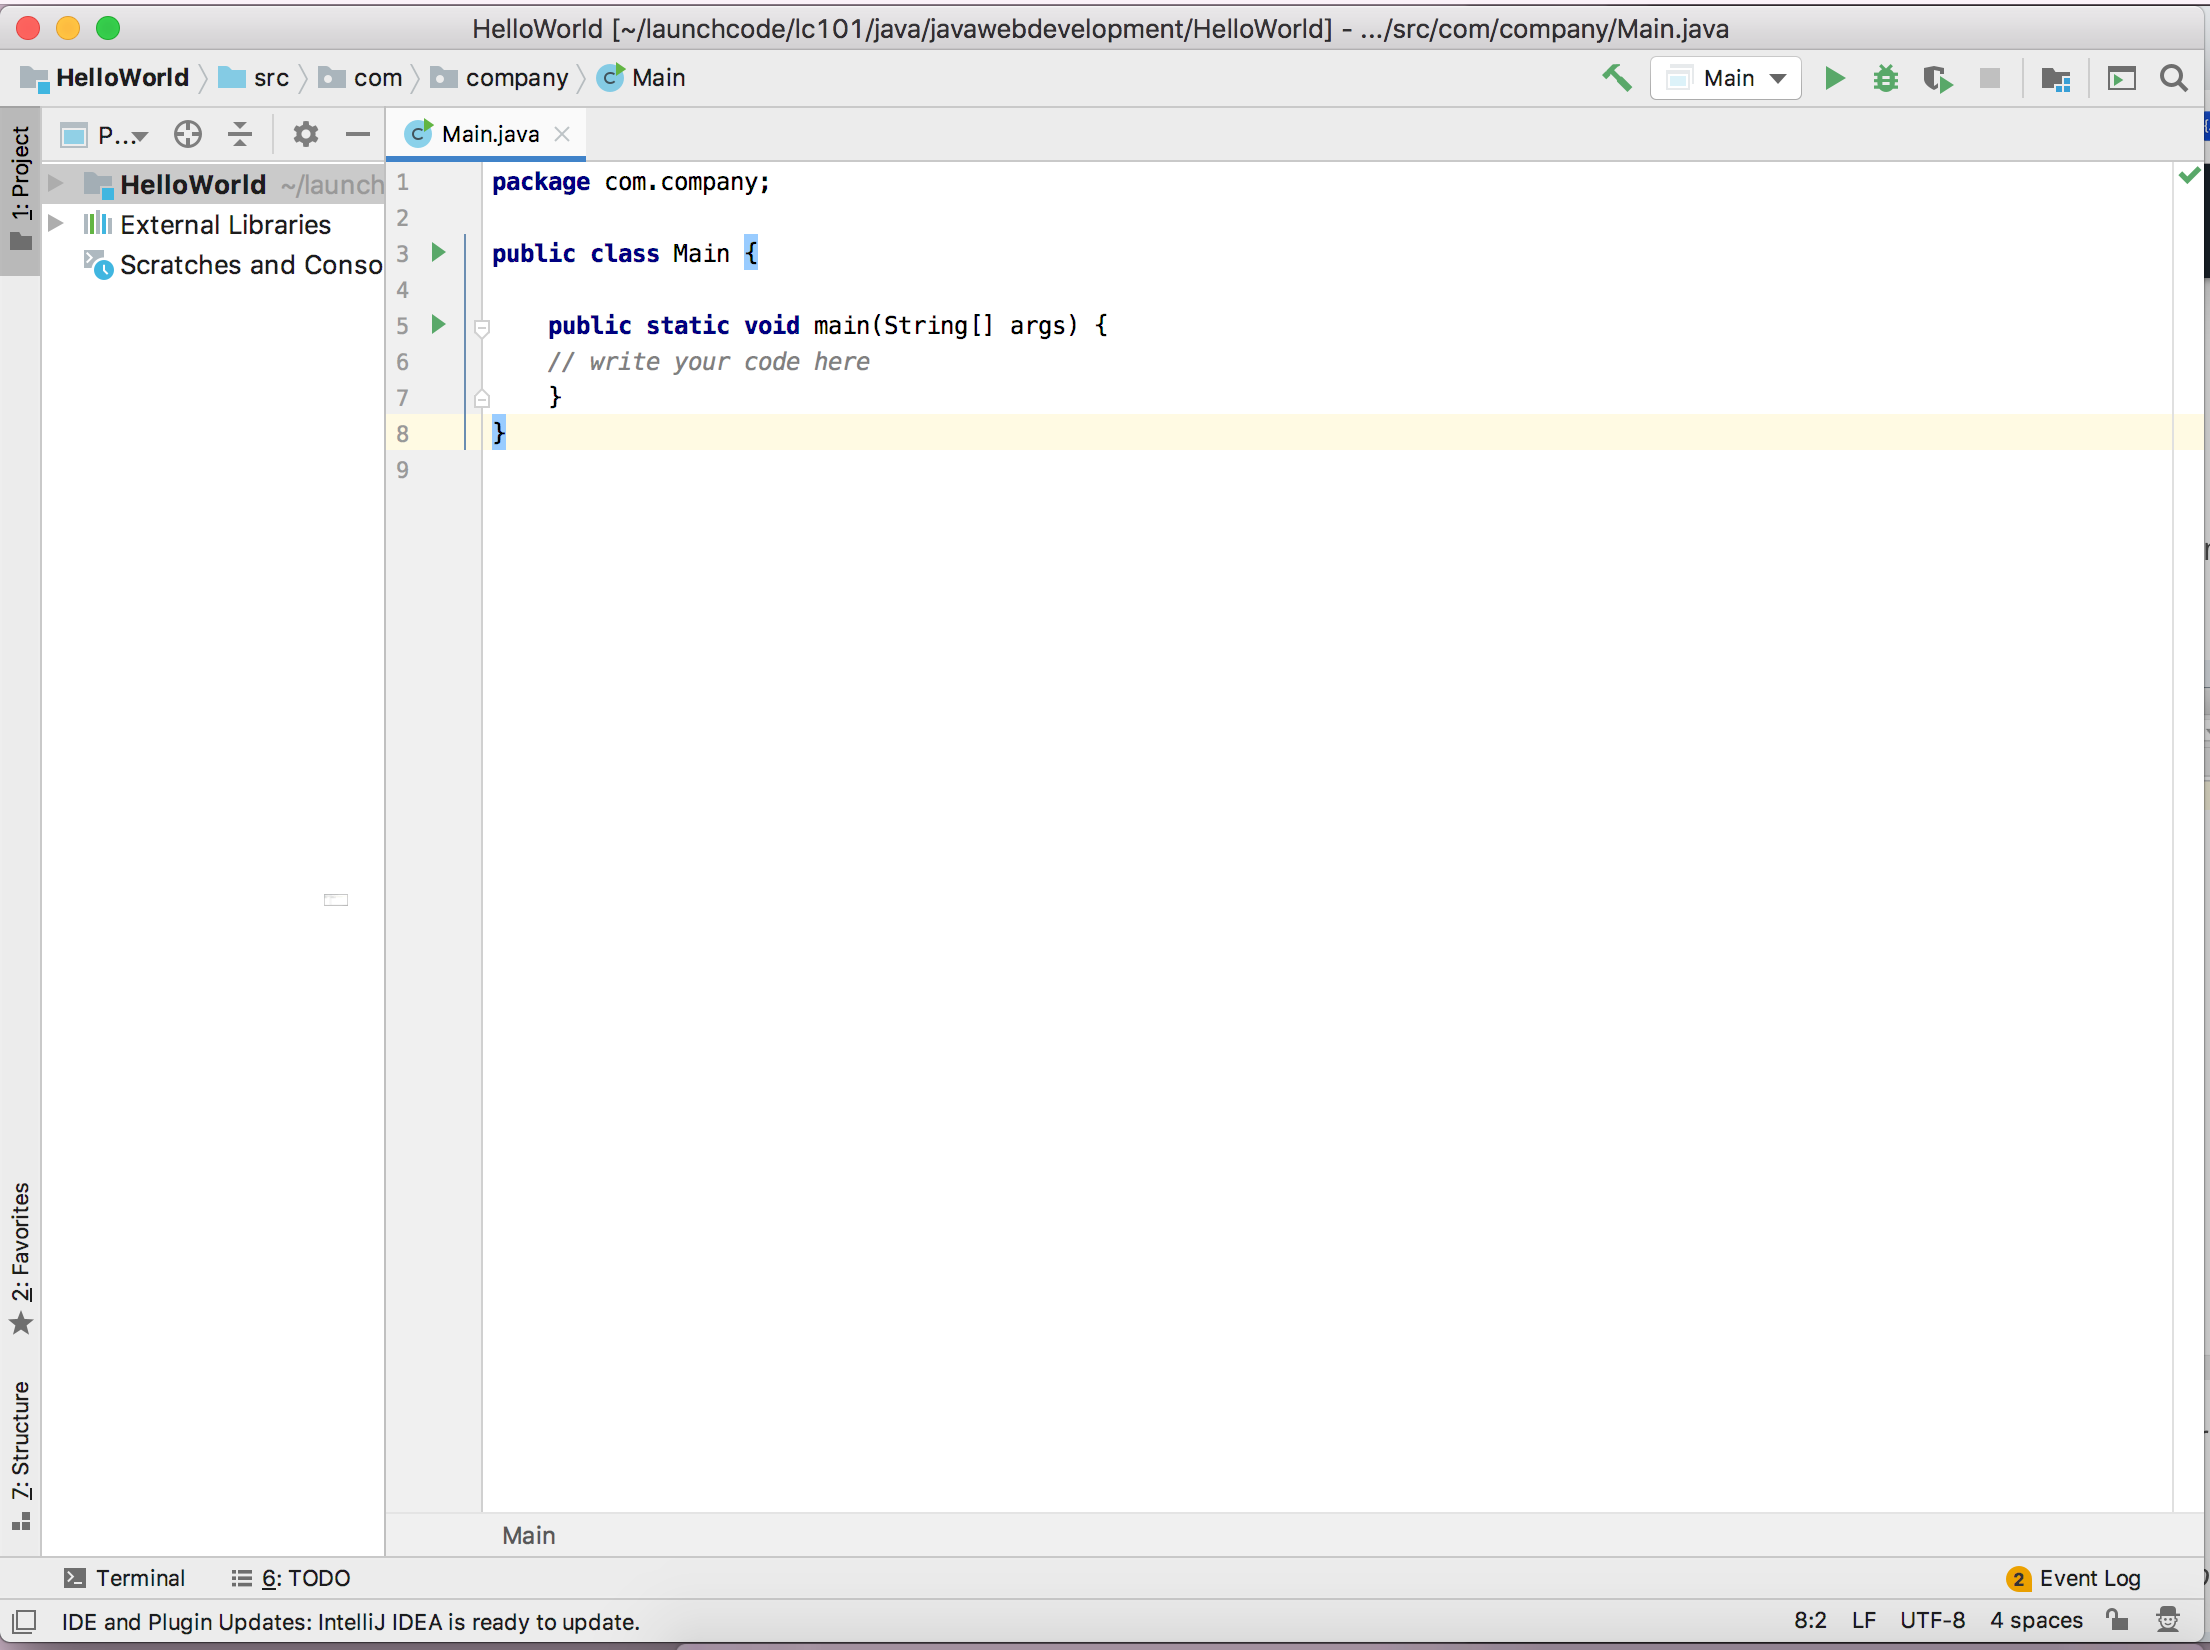 HelloWorld [~/launchcode/lc101/java/javawebdevelopment/HelloWorld] - .../src/com/company/Main.java
HelloWorld src com company Main
Main
1: Project
P...
Main.java
HelloWorld ~/launch
External Libraries
Scratches and Conso
1 package com.company;
2
3 public class Main {
4
5 public static void main(String[] args) {
6 // write your code here
7 }
8 }
9
2: Favorites
7: Structure
Main
Terminal 6: TODO
2 Event Log
IDE and Plugin Updates: IntelliJ IDEA is ready to update.
8:2 LF UTF-8 4 spaces